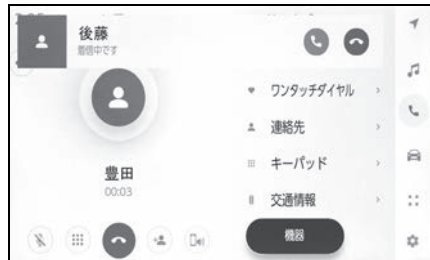 後藤
着信中です
豊田
00:03
ワンタッチダイヤル
連絡先
キーパッド
交通情報
機器